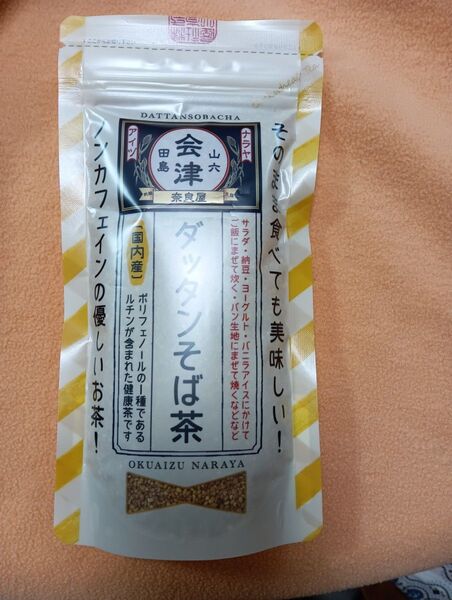 DATTANSOBACHA
ナラヤ
アイヅ
山六
会津
田島
奈良屋
そのまま食べても美味しい!
サラダ・納豆・ヨーグルト・バニラアイスにかけて
ご飯にまぜて炊く・パン生地にまぜて焼くなどなど
ダッタンそば茶
【国内産】
ポリフェノールの1種である
ルチンが含まれた健康茶です
ノンカフェインの優しいお茶!
OKUAIZU NARAYA